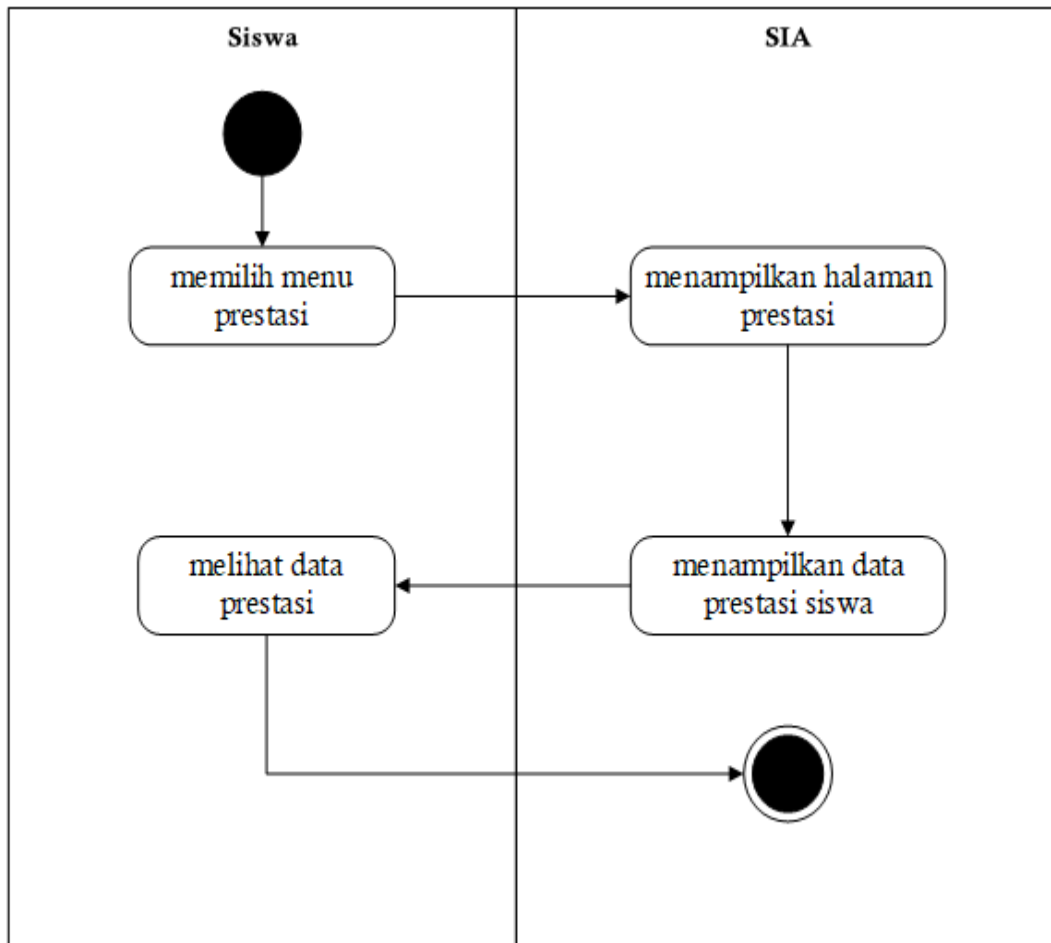 Siswa
SIA
memilih menu
prestasi
menampilkan halaman
prestasi
melihat data
prestasi
menampilkan data
prestasi siswa